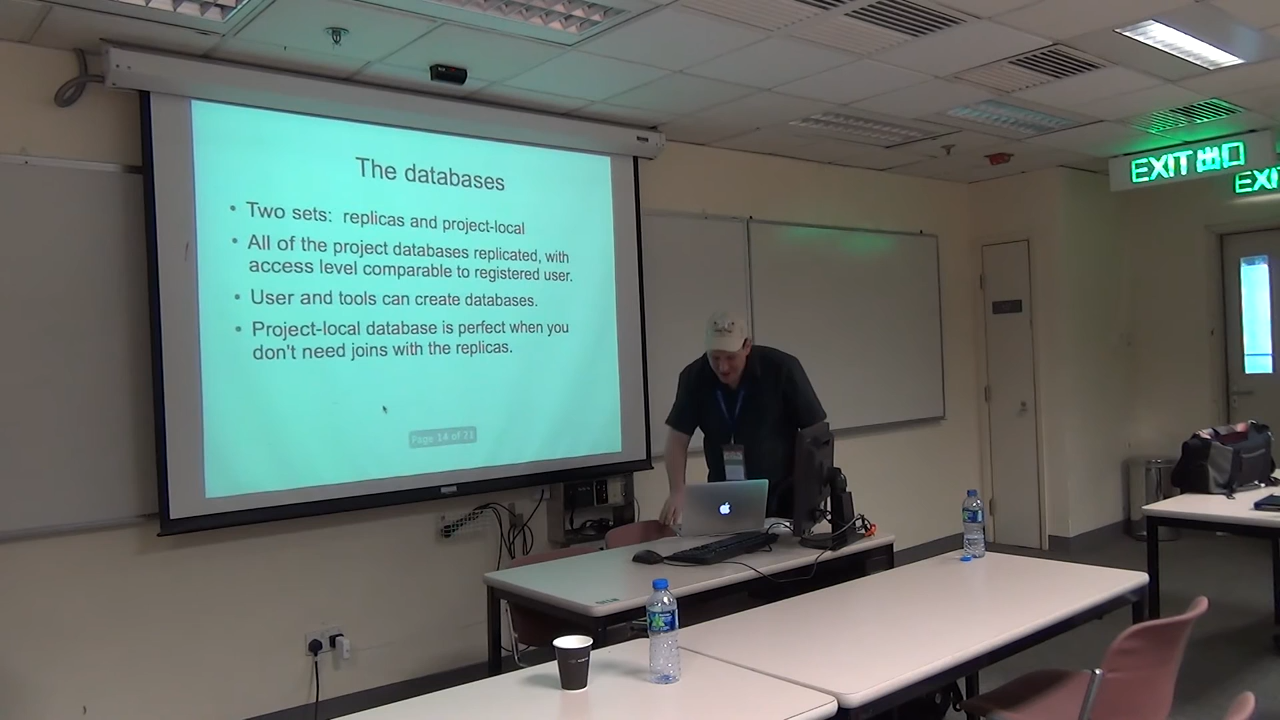 The databases
• Two sets: replicas and project-local
• All of the project databases replicated, with
access level comparable to registered user.
• User and tools can create databases.
• Project-local database is perfect when you
don't need joins with the replicas.
Page 14 of 23
EXIT 出口
EXIT